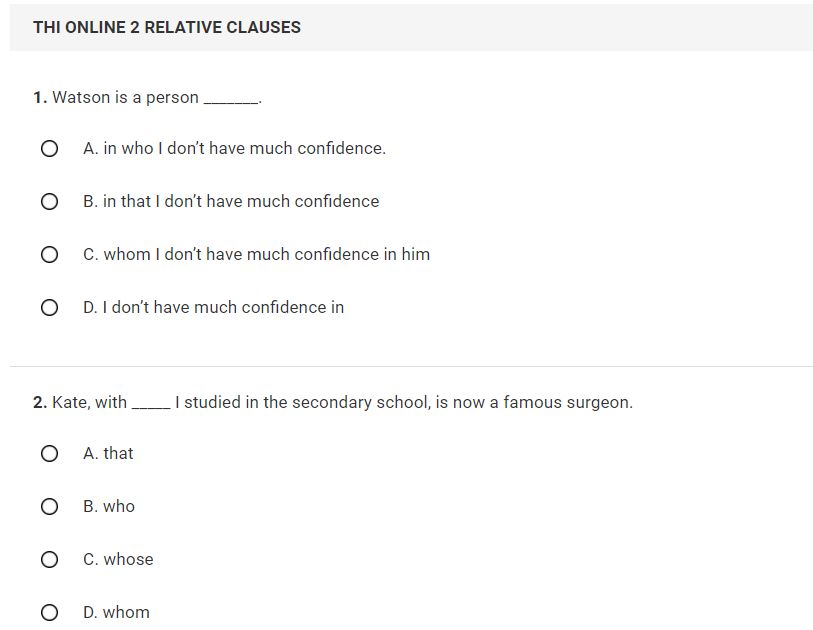 THI ONLINE 2 RELATIVE CLAUSES
1. Watson is a person _______.
A. in who I don't have much confidence.
B. in that I don't have much confidence
C. whom I don't have much confidence in him
D. I don't have much confidence in
2. Kate, with _____ I studied in the secondary school, is now a famous surgeon.
A. that
B. who
C. whose
D. whom